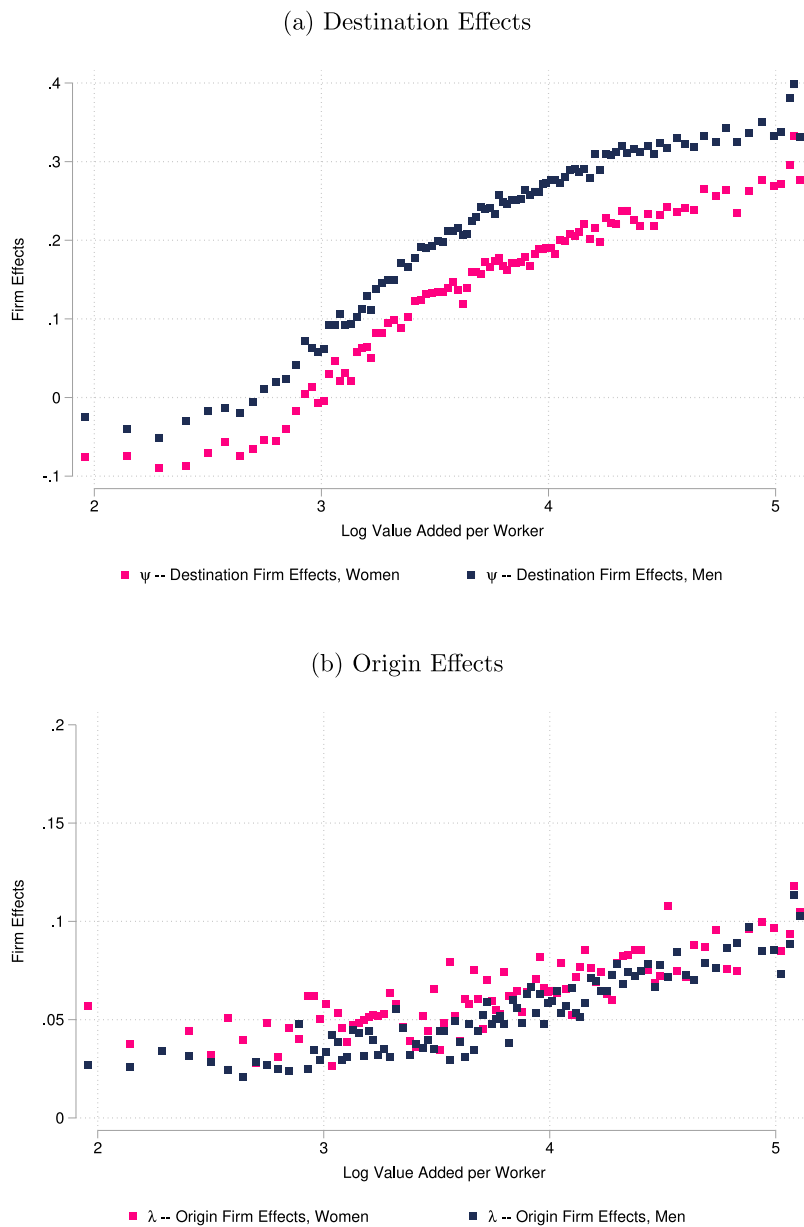 (a) Destination Effects
.4
.3
.2
.1
0
-.1
Firm Effects
2 3 4 5
Log Value Added per Worker
ψ -- Destination Firm Effects, Women ψ -- Destination Firm Effects, Men
(b) Origin Effects
.2
.15
.1
.05
0
Firm Effects
2 3 4 5
Log Value Added per Worker
λ -- Origin Firm Effects, Women λ -- Origin Firm Effects, Men